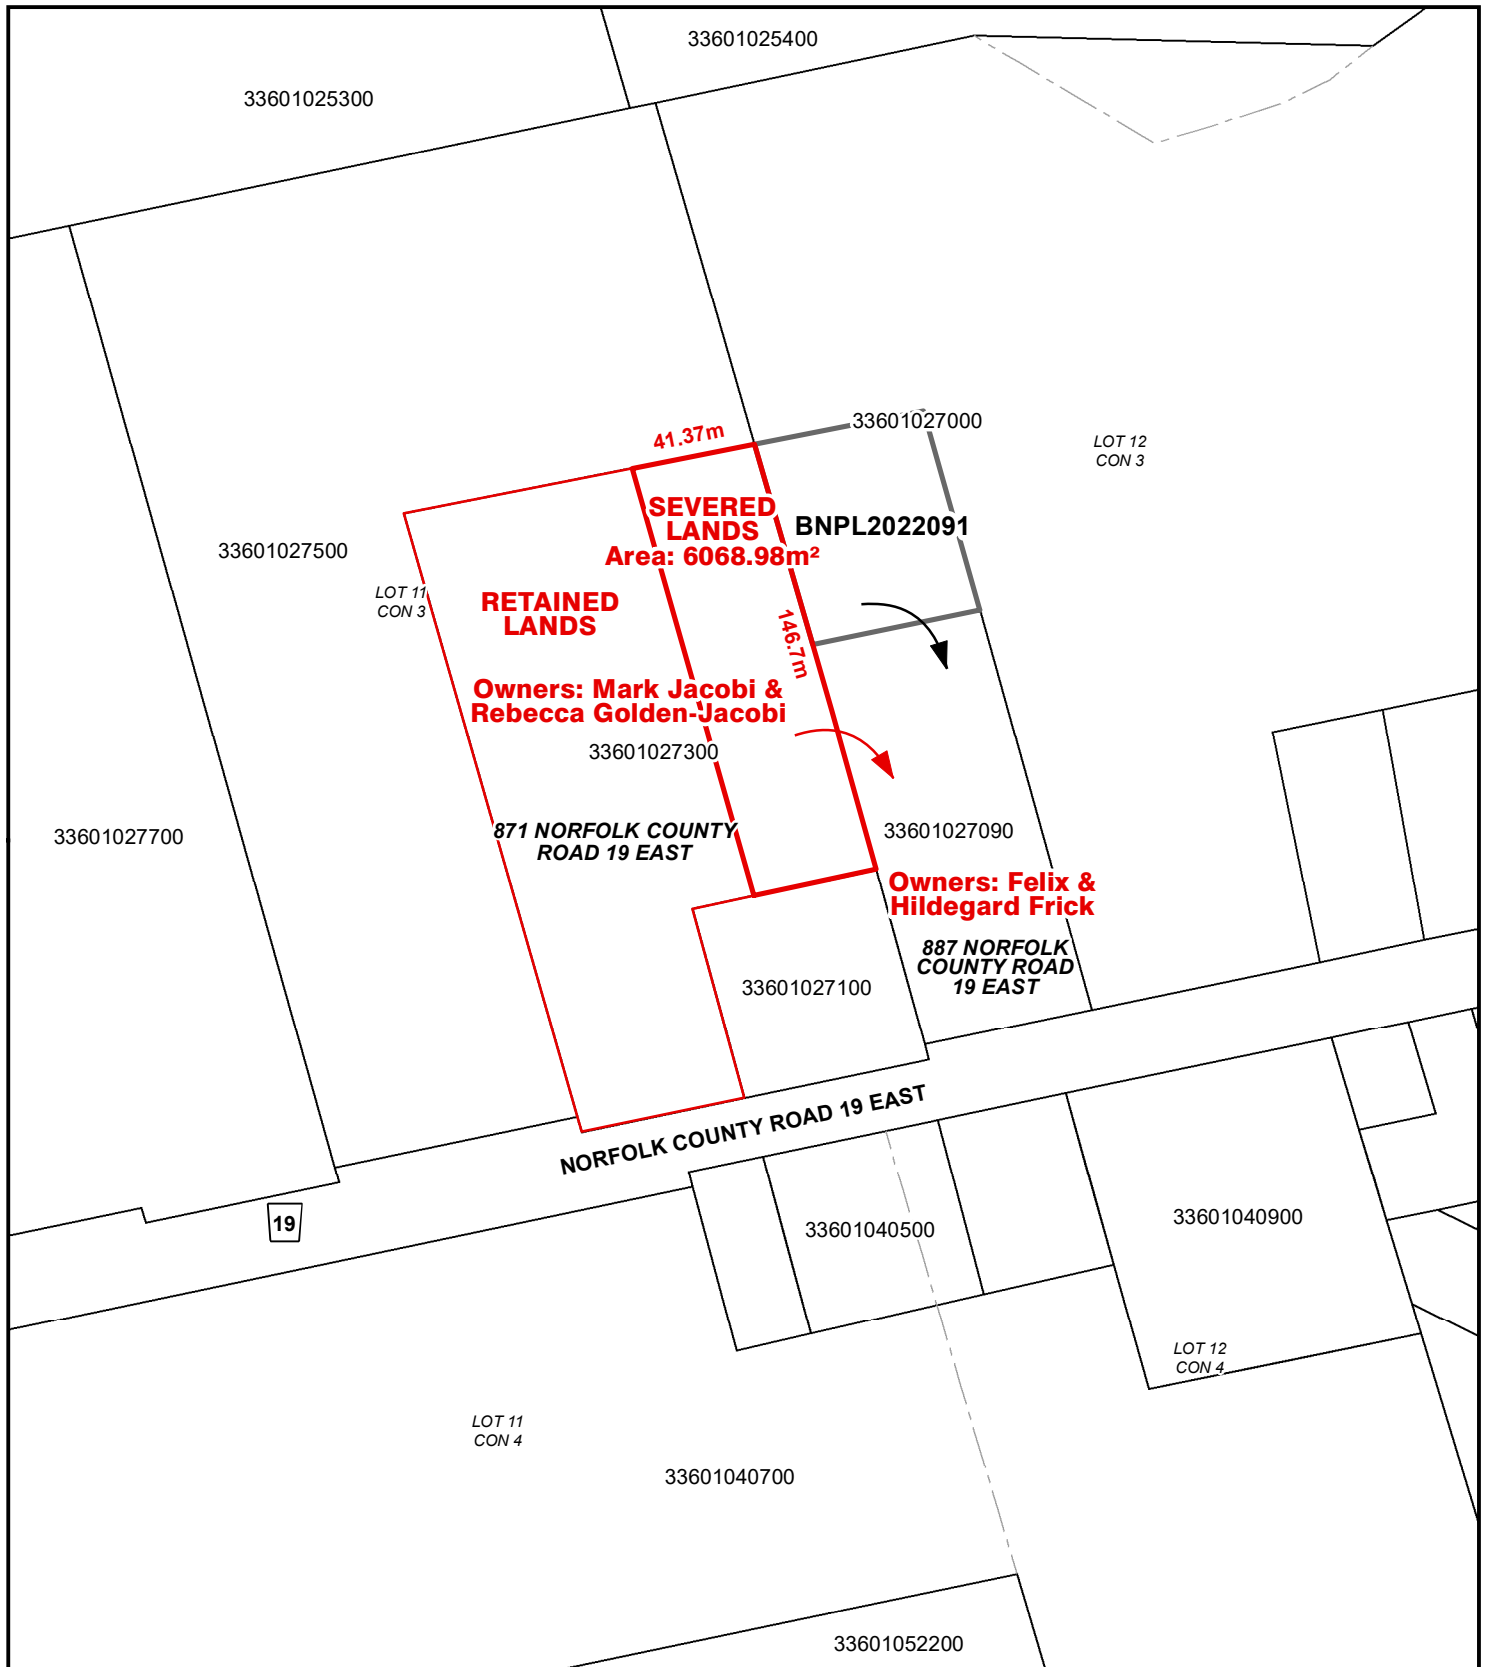 33601025400
33601025300
33601027000
41.37m
LOT 12
CON 3
SEVERED
LANDS
Area: 6068.98m²
BNPL2022091
33601027500
LOT 11
CON 3
RETAINED
LANDS
146.7m
Owners: Mark Jacobi &
Rebecca Golden-Jacobi
33601027300
33601027700
871 NORFOLK COUNTY
ROAD 19 EAST
33601027090
Owners: Felix &
Hildegard Frick
887 NORFOLK
COUNTY ROAD
19 EAST
33601027100
NORFOLK COUNTY ROAD 19 EAST
19
33601040500
33601040900
LOT 12
CON 4
LOT 11
CON 4
33601040700
33601052200